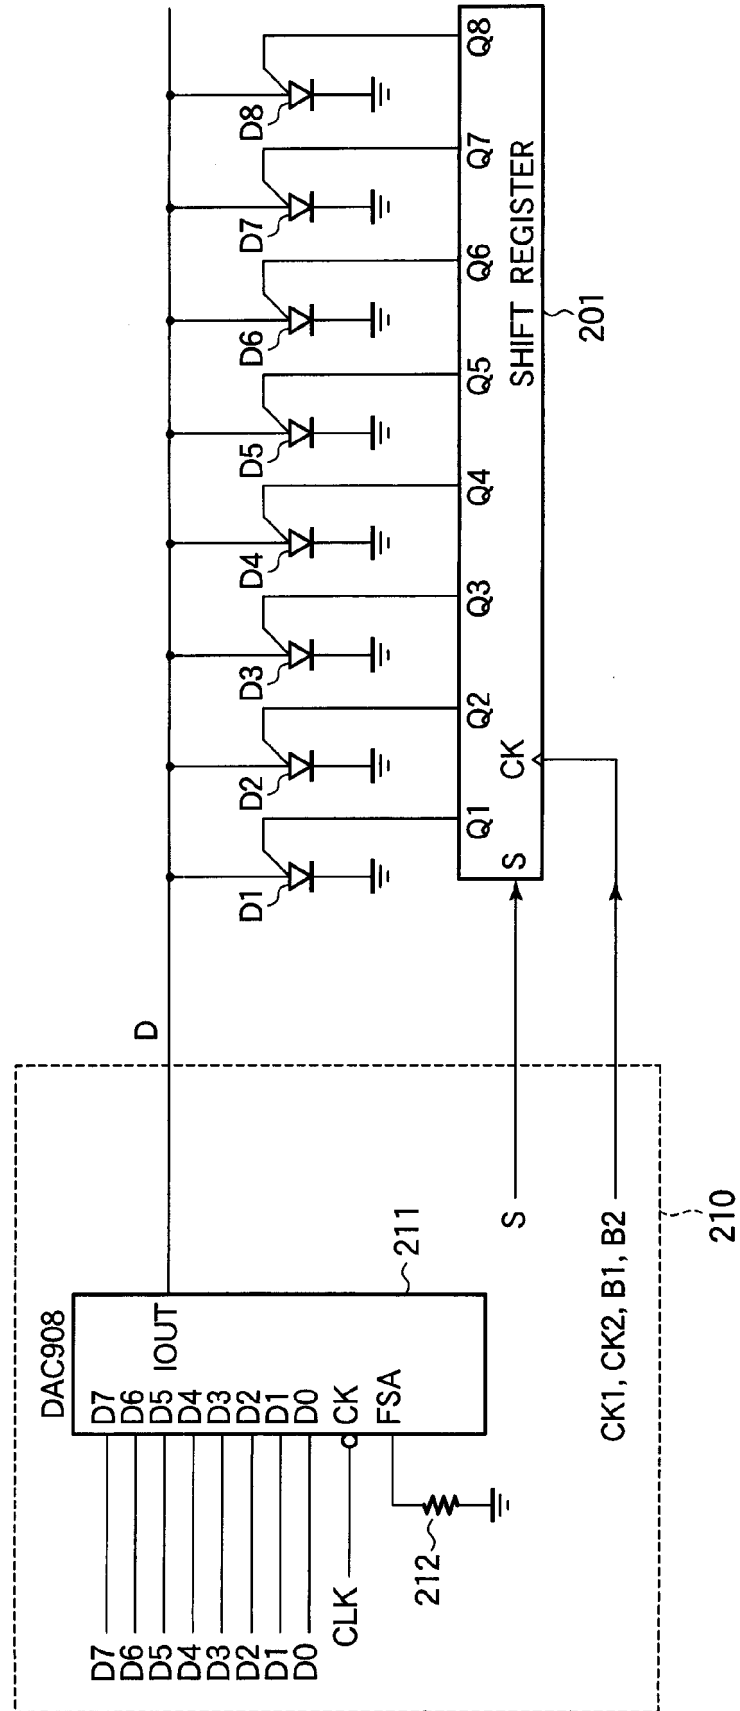 DAC908
D7 D7
D6 D6
D5 D5
D4 D4
D3 D3
D2 D2
D1 D1
D0 D0
IOUT
CLK CK
FSA
211
212
S
CK1, CK2, B1, B2
210
D
D1 D2 D3 D4 D5 D6 D7 D8
Q1 Q2 Q3 Q4 Q5 Q6 Q7 Q8
S CK SHIFT REGISTER
201